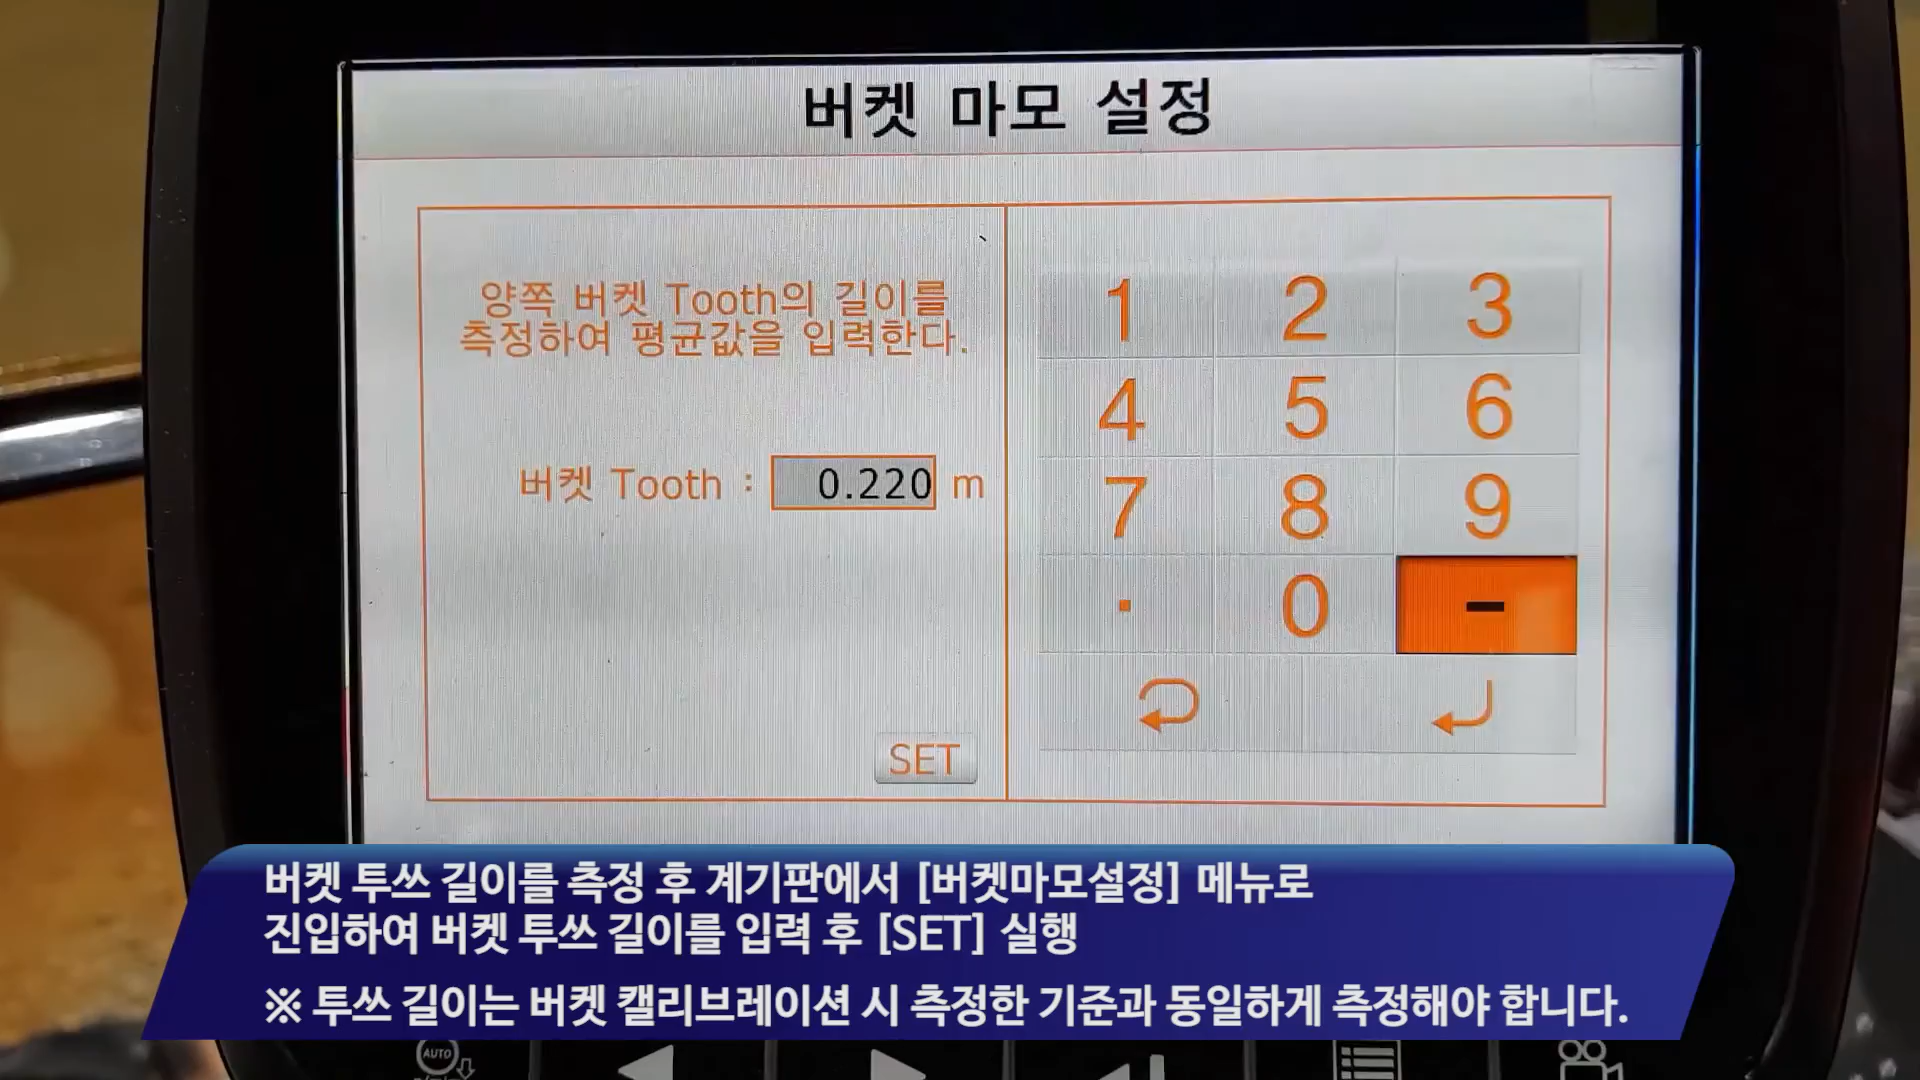 버켓 마모 설정
양쪽 버켓 Tooth의 길이를
측정하여 평균값을 입력한다.
버켓 Tooth : 0.220 m
SET
1 2 3
4 5 6
7 8 9
. 0 -
버켓 투쓰 길이를 측정 후 계기판에서 [버켓마모설정] 메뉴로
진입하여 버켓 투쓰 길이를 입력 후 [SET] 실행
※ 투쓰 길이는 버켓 캘리브레이션 시 측정한 기준과 동일하게 측정해야 합니다.
AUTO